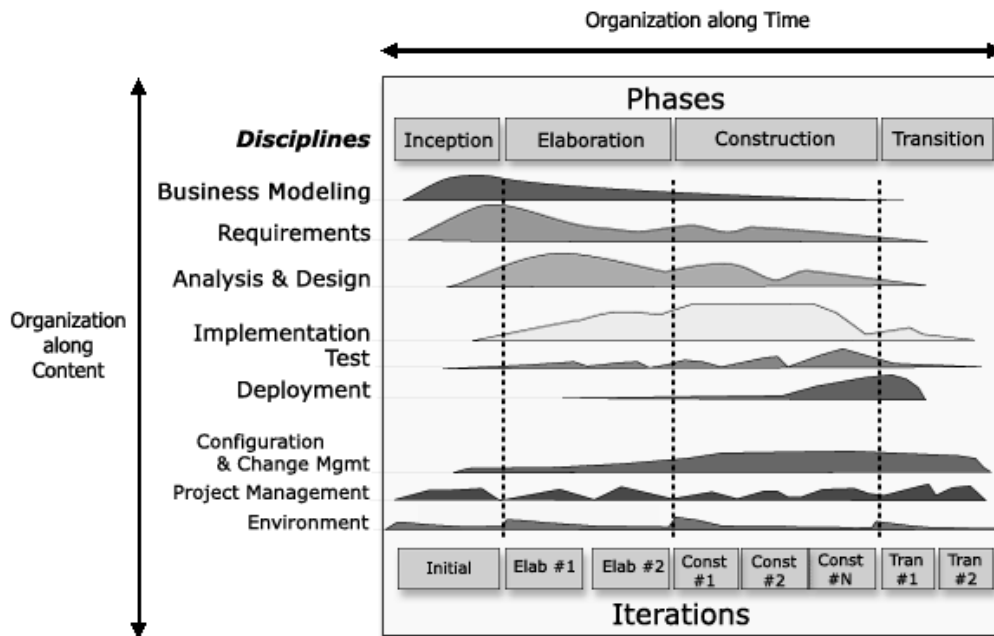 Organization along Time
Phases
Disciplines
Inception
Elaboration
Construction
Transition
Business Modeling
Requirements
Analysis & Design
Implementation
Test
Deployment
Configuration
& Change Mgmt
Project Management
Environment
Organization
along
Content
Initial
Elab #1
Elab #2
Const
#1
Const
#2
Const
#N
Tran
#1
Tran
#2
Iterations